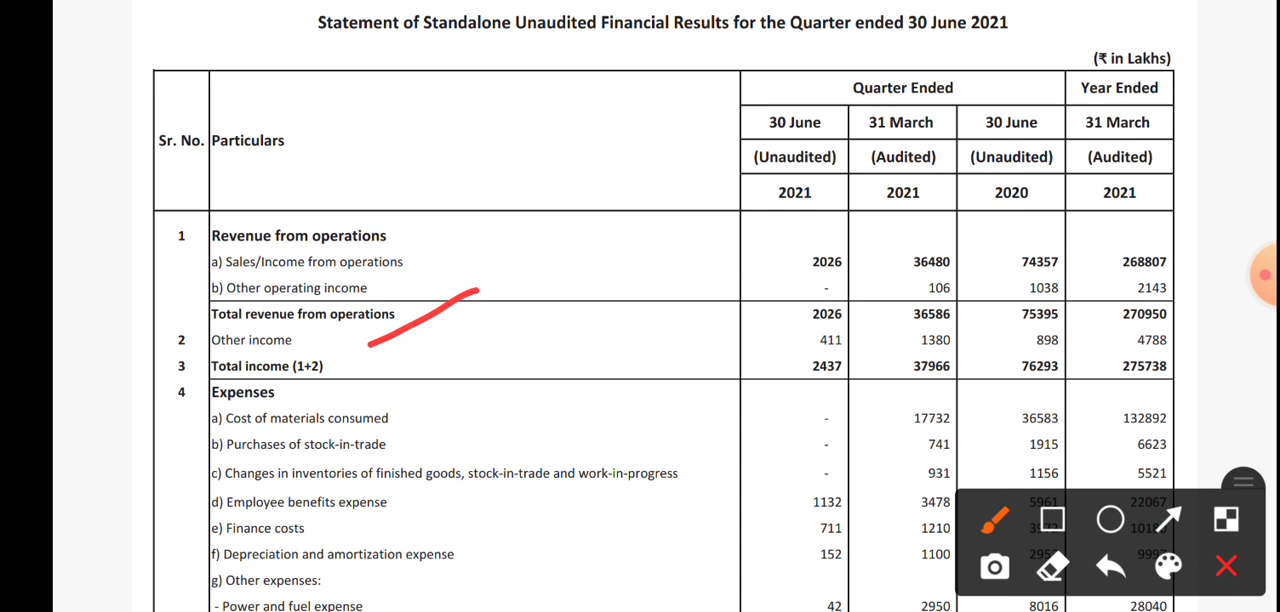 Statement of Standalone Unaudited Financial Results for the Quarter ended 30 June 2021
(₹ in Lakhs)
Sr. No. Particulars Quarter Ended Year Ended
30 June 31 March 30 June 31 March
(Unaudited) (Audited) (Unaudited) (Audited)
2021 2021 2020 2021
1 Revenue from operations
a) Sales/Income from operations 2026 36480 74357 268807
b) Other operating income - 106 1038 2143
Total revenue from operations 2026 36586 75395 270950
2 Other income 411 1380 898 4788
3 Total income (1+2) 2437 37966 76293 275738
4 Expenses
a) Cost of materials consumed - 17732 36583 132892
b) Purchases of stock-in-trade - 741 1915 6623
c) Changes in inventories of finished goods, stock-in-trade and work-in-progress - 931 1156 5521
d) Employee benefits expense 1132 3478 5961 22067
e) Finance costs 711 1210
f) Depreciation and amortization expense 152 1100
g) Other expenses:
- Power and fuel expense 42 2950 8016 28040